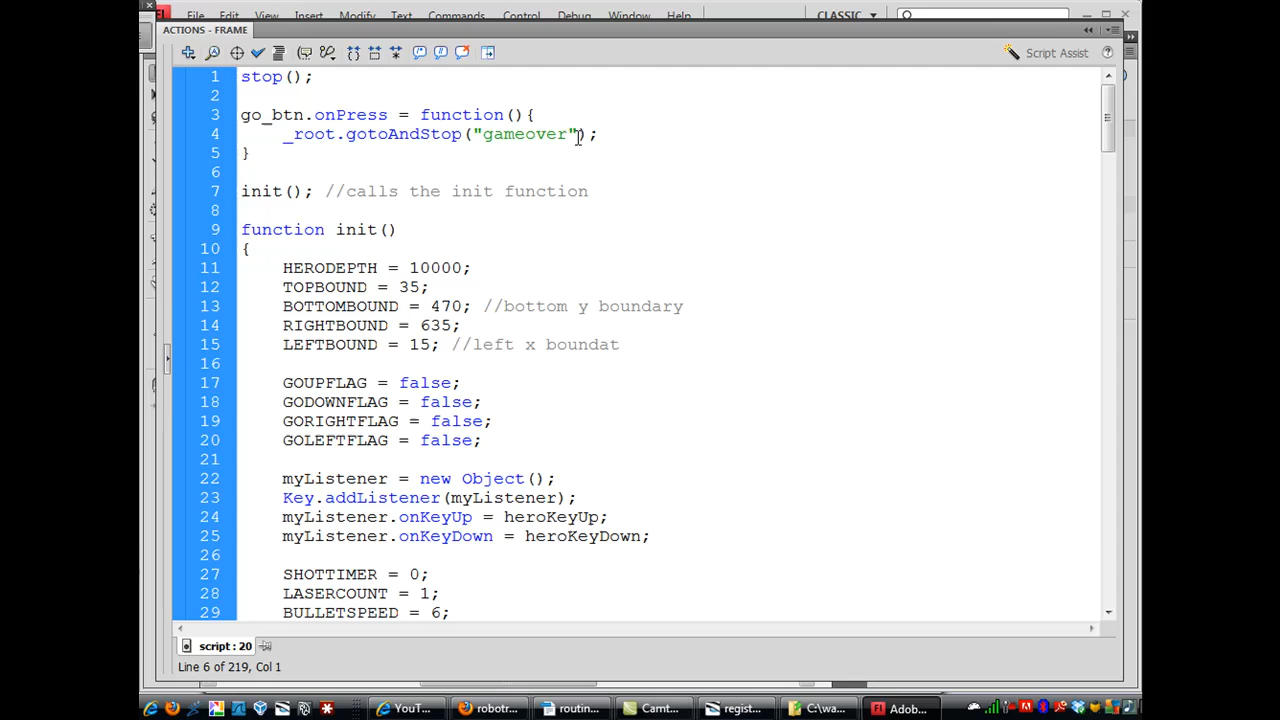 FL File Edit View Insert Modify Text Commands Control Debug Window Help CLASSIC
ACTIONS - FRAME
Script Assist
1 stop();
2
3 go_btn.onPress = function(){
4 _root.gotoAndStop("gameover");
5 }
6
7 init(); //calls the init function
8
9 function init()
10 {
11 HERODEPTH = 10000;
12 TOPBOUND = 35;
13 BOTTOMBOUND = 470; //bottom y boundary
14 RIGHTBOUND = 635;
15 LEFTBOUND = 15; //left x boundat
16
17 GOUPFLAG = false;
18 GODOWNFLAG = false;
19 GORIGHTFLAG = false;
20 GOLEFTFLAG = false;
21
22 myListener = new Object();
23 Key.addListener(myListener);
24 myListener.onKeyUp = heroKeyUp;
25 myListener.onKeyDown = heroKeyDown;
26
27 SHOTTIMER = 0;
28 LASERCOUNT = 1;
29 BULLETSPEED = 6;
script : 20
Line 6 of 219, Col 1
YouT... robotr... routin... Camt... regist... C:\wa... Adob...